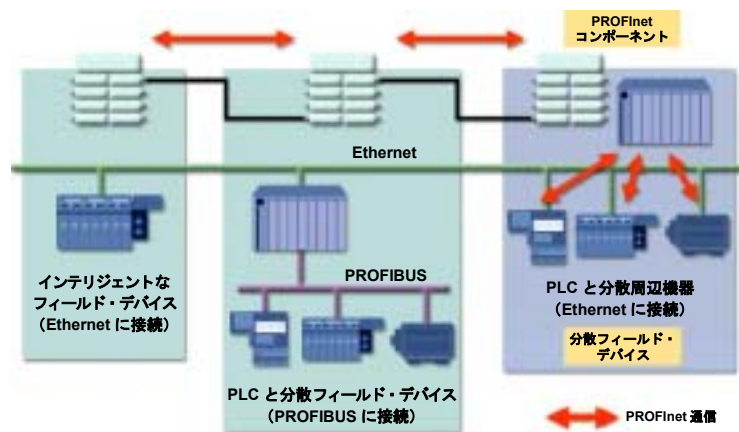 PROFInet
コンポーネント
Ethernet
インテリジェントな
フィールド・デバイス
（Ethernet に接続）
PROFIBUS
PLC と分散フィールド・デバイス
（PROFIBUS に接続）
PLC と分散周辺機器
（Ethernet に接続）
分散フィールド・
デバイス
PROFInet 通信